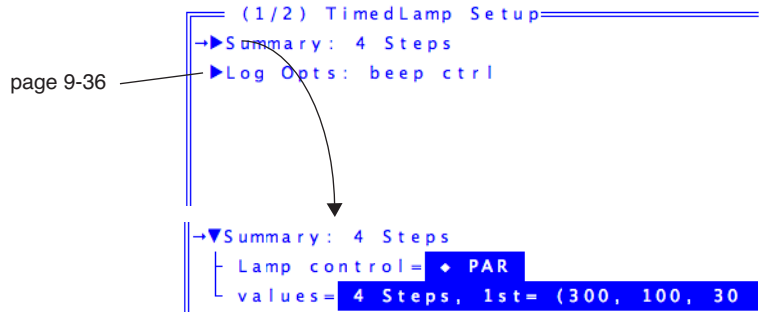 (1/2) TimedLamp Setup
→▶Summary: 4 Steps
page 9-36
▶Log Opts: beep ctrl
→▼Summary: 4 Steps
Lamp control= ◆ PAR
values= 4 Steps, 1st= (300, 100, 30